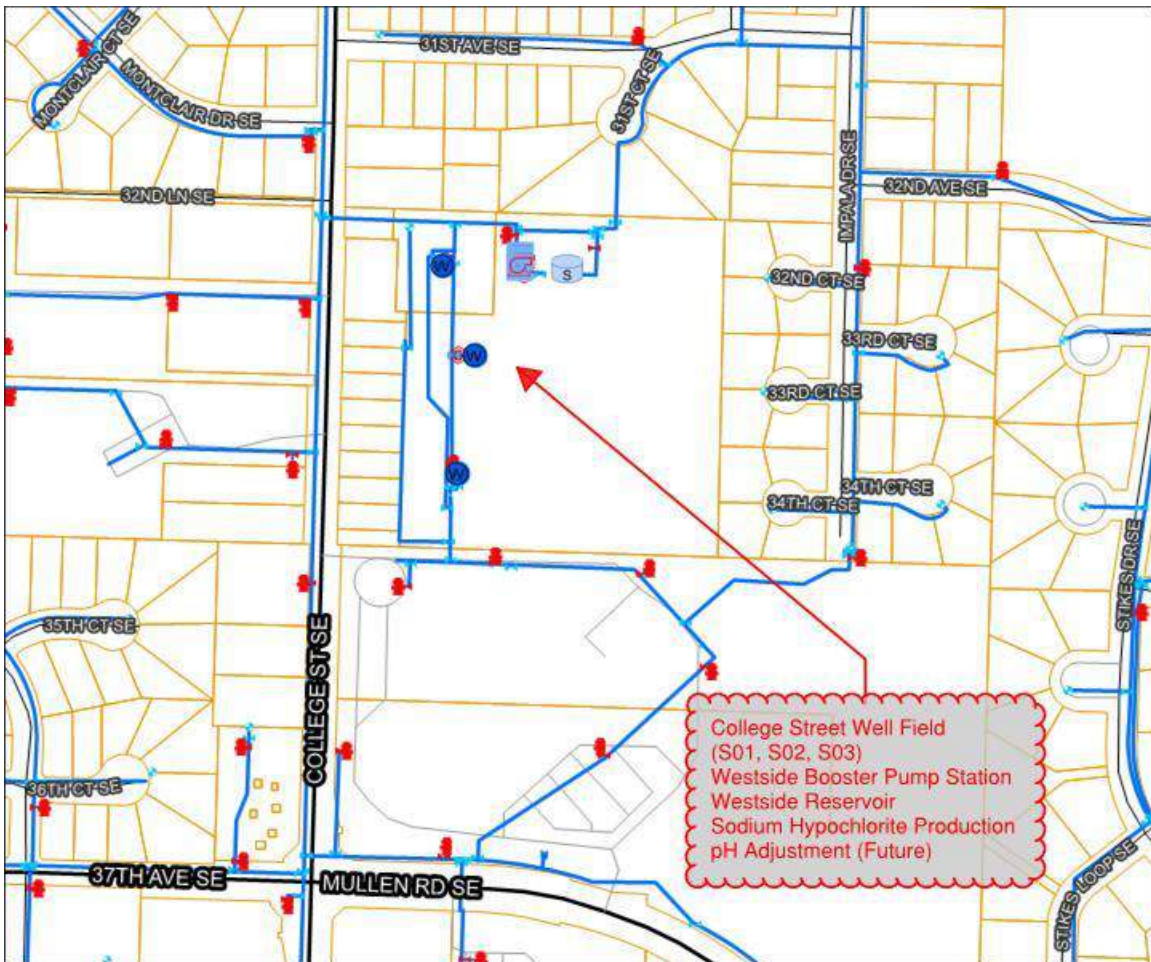 31ST AVE SE
MONTCLAIR CT SE
MONTCLAIR DR SE
31ST CT SE
32ND LN SE
IMPALA DR SE
32ND AVE SE
W
S
32ND CT SE
33RD CT SE
W
33RD CT SE
W
34TH CT SE
34TH CT SE
STIKES DR SE
35TH CT SE
COLLEGE ST SE
College Street Well Field
(S01, S02, S03)
Westside Booster Pump Station
Westside Reservoir
Sodium Hypochlorite Production
pH Adjustment (Future)
36TH CT SE
37TH AVE SE
MULLEN RD SE
STIKES LOOP SE